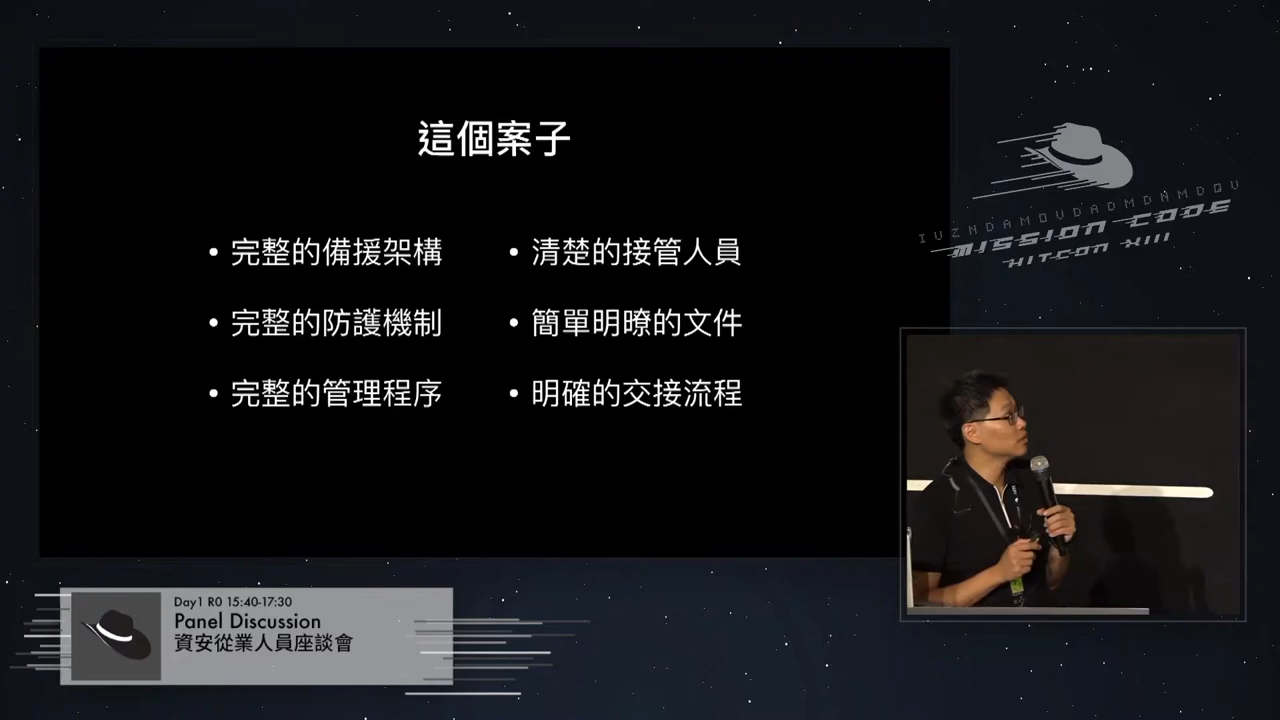 這個案子
• 完整的備援架構
• 完整的防護機制
• 完整的管理程序
• 清楚的接管人員
• 簡單明瞭的文件
• 明確的交接流程
IVZNDAMOVDADMDNMDQV
MISSION CODE
HITCON XIII
Day1 R0 15:40-17:30
Panel Discussion
資安從業人員座談會